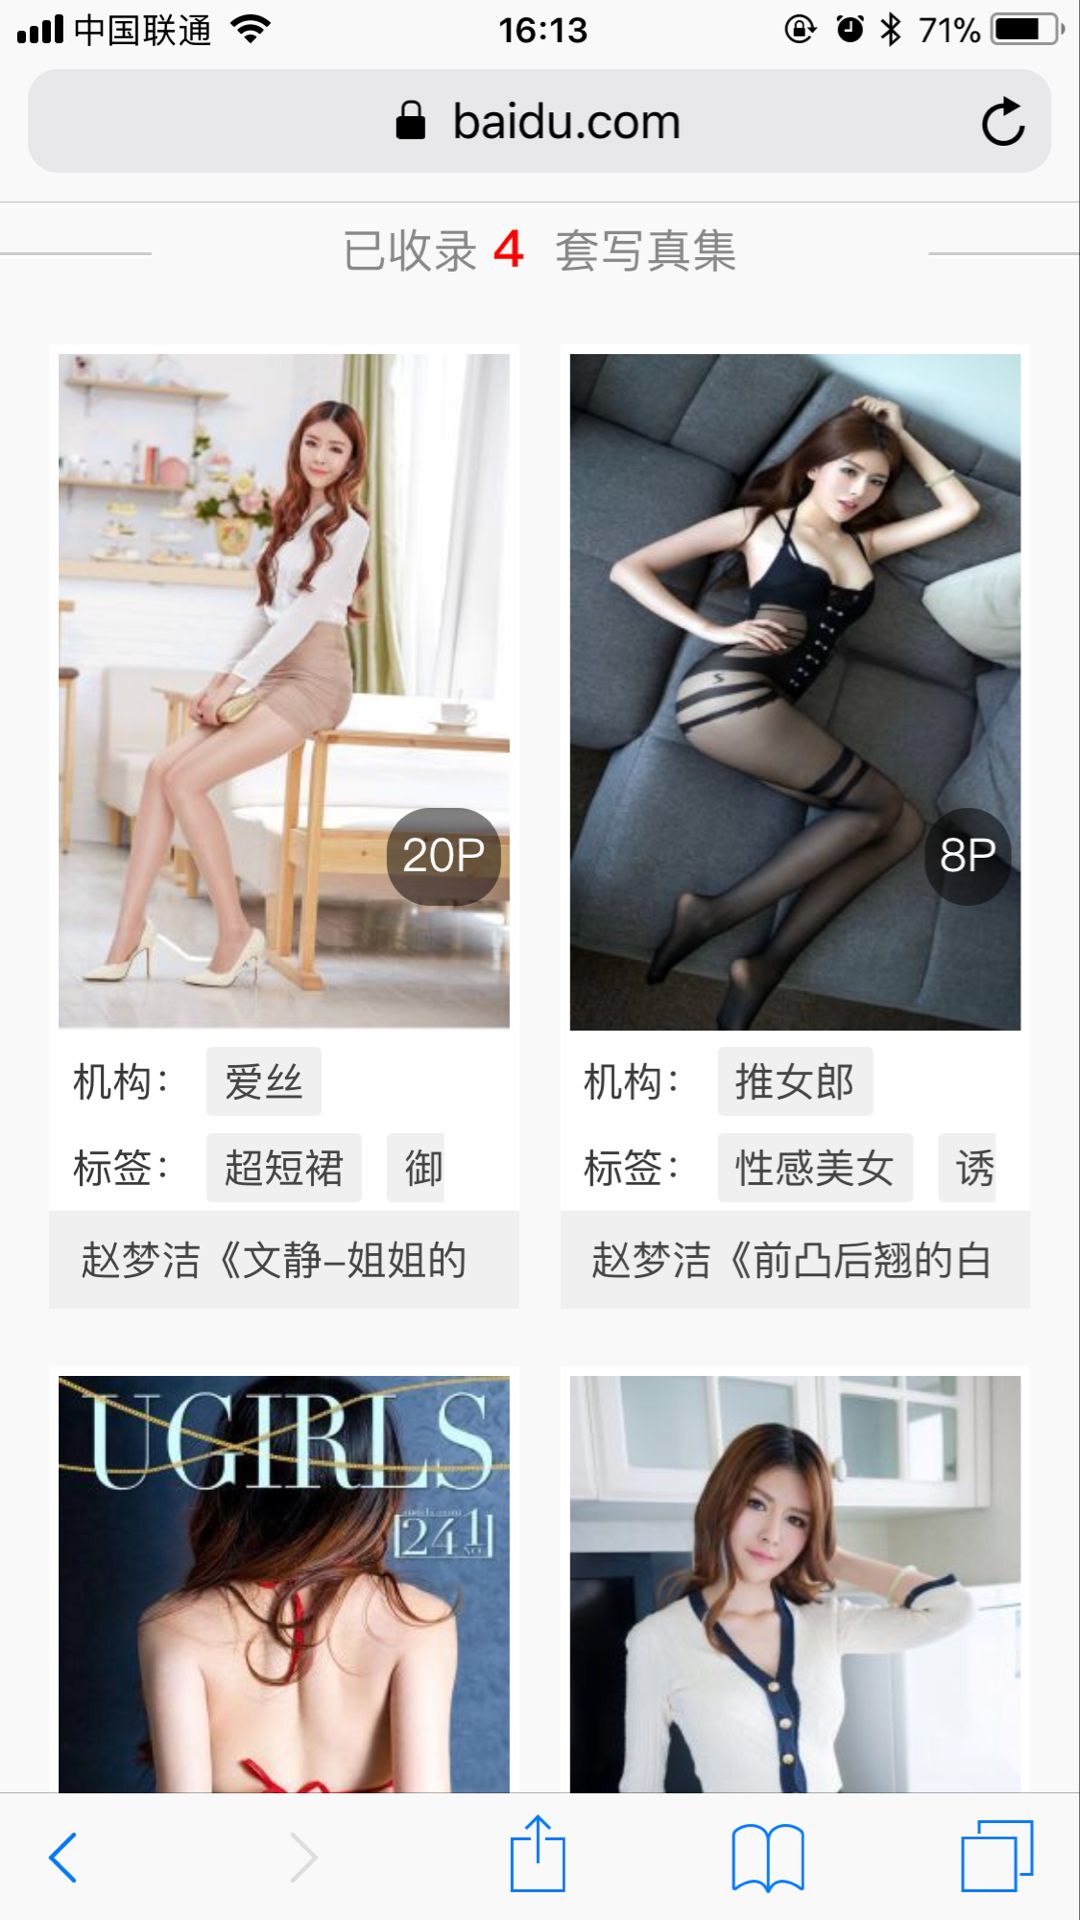 中国联通 16:13 71%
baidu.com
已收录 4 套写真集
20P
8P
机构： 爱丝
标签： 超短裙 御
赵梦洁《文静-姐姐的
机构： 推女郎
标签： 性感美女 诱
赵梦洁《前凸后翘的白
UGIRLS
241